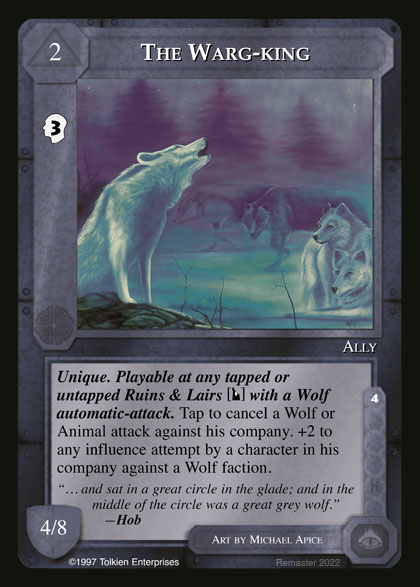 2
THE WARG-KING
3
ALLY
Unique. Playable at any tapped or
untapped Ruins & Lairs [] with a Wolf
automatic-attack. Tap to cancel a Wolf or
Animal attack against his company. +2 to
any influence attempt by a character in his
company against a Wolf faction.
“… and sat in a great circle in the glade; and in the
middle of the circle was a great grey wolf.”
—Hob
4
4/8
ART BY MICHAEL APICE
©1997 Tolkien Enterprises
Remaster 2022